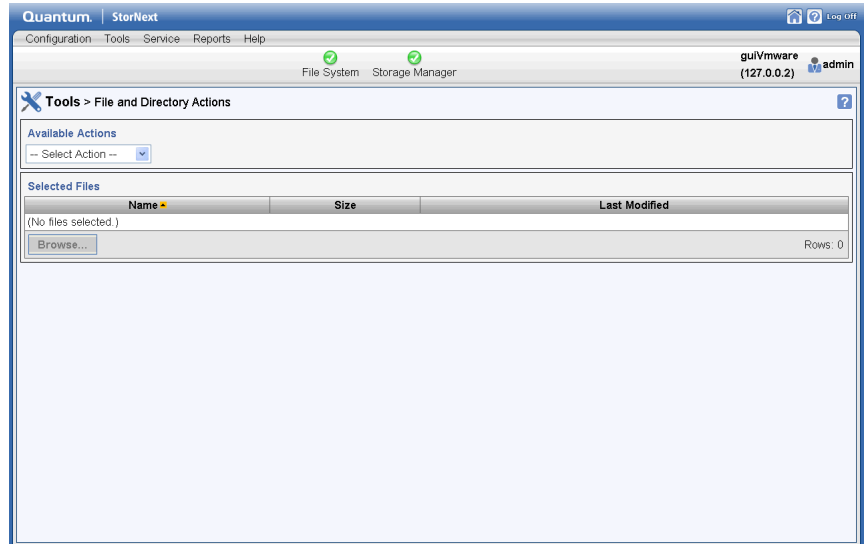 Quantum. StorNext Log Off
Configuration Tools Service Reports Help
File System Storage Manager
guiVmware
(127.0.0.2)
admin
Tools > File and Directory Actions ?
Available Actions
-- Select Action --
Selected Files
Name Size Last Modified
(No files selected.)
Browse... Rows: 0